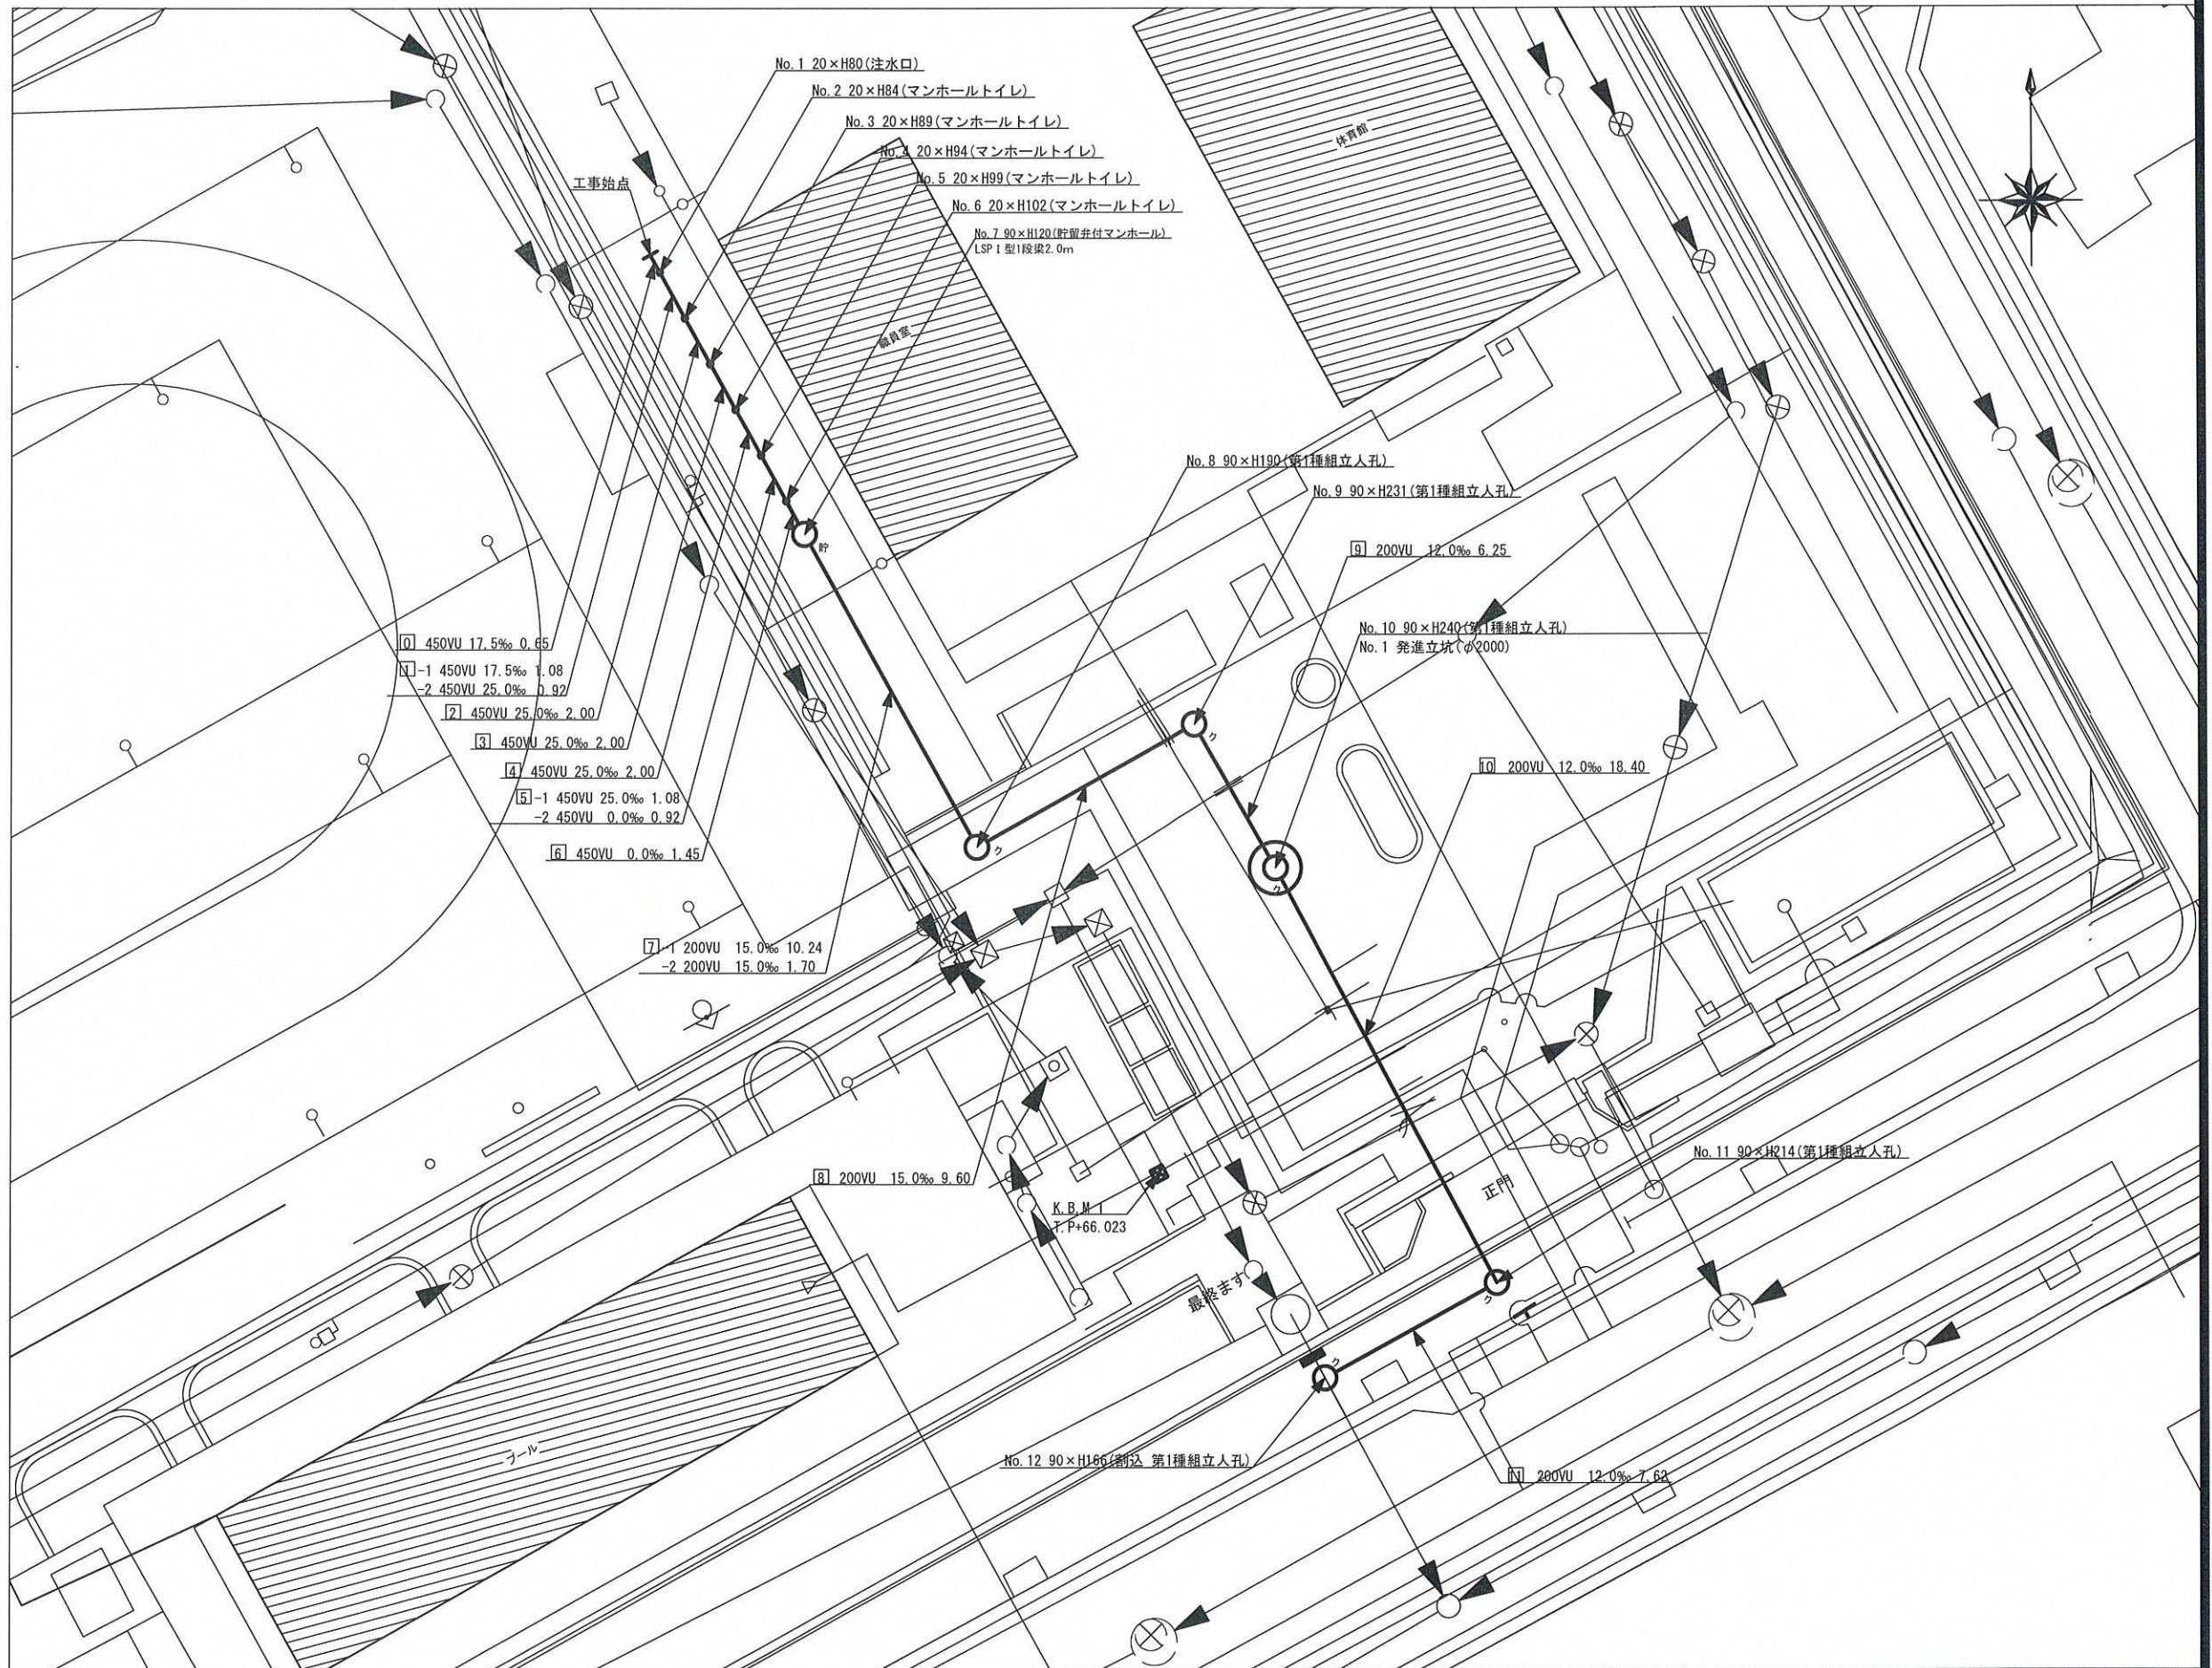 No.1 20×H80(注水口)
No.2 20×H84(マンホールトイレ)
No.3 20×H89(マンホールトイレ)
No.4 20×H94(マンホールトイレ)
No.5 20×H99(マンホールトイレ)
No.6 20×H102(マンホールトイレ)
No.7 90×H120(貯留弁付マンホール)
LSPⅠ型1段梁2.0m
工事始点
体育館
職員室
貯
No.8 90×H190(第1種組立人孔)
No.9 90×H231(第1種組立人孔)
9 200VU 12.0‰ 6.25
No.10 90×H240(第1種組立人孔)
No.1 発進立坑(φ2000)
0 450VU 17.5‰ 0.65
1-1 450VU 17.5‰ 1.08
-2 450VU 25.0‰ 0.92
2 450VU 25.0‰ 2.00
3 450VU 25.0‰ 2.00
4 450VU 25.0‰ 2.00
5-1 450VU 25.0‰ 1.08
-2 450VU 0.0‰ 0.92
6 450VU 0.0‰ 1.45
ク
ク
10 200VU 12.0‰ 18.40
ク
7-1 200VU 15.0‰ 10.24
-2 200VU 15.0‰ 1.70
8 200VU 15.0‰ 9.60
K.B.M 1
T.P+66.023
No.11 90×H214(第1種組立人孔)
正門
最終ます
ク
ク
プール
No.12 90×H166(割込 第1種組立人孔)
11 200VU 12.0‰ 7.62